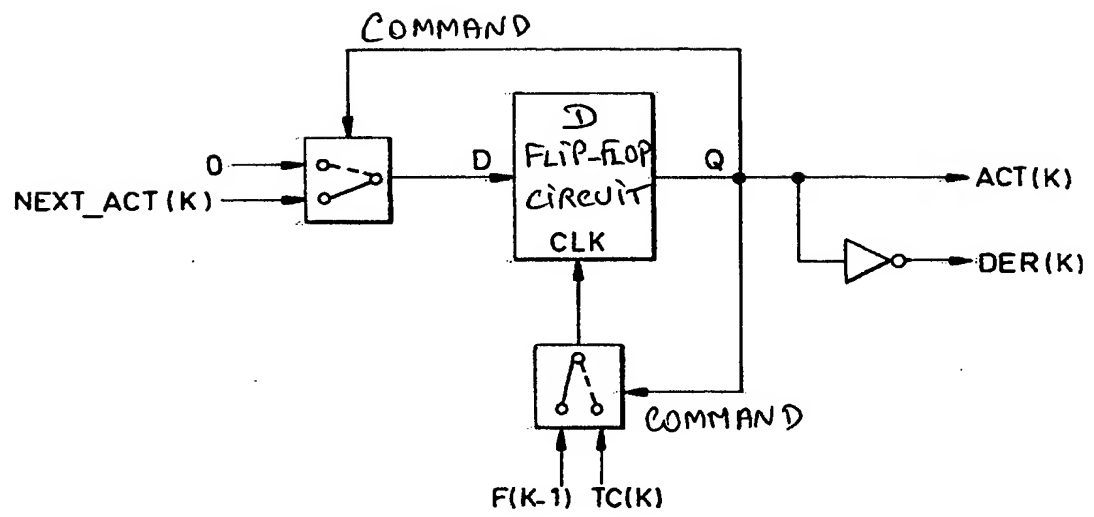 COMMAND
D
FLIP-FLOP
CIRCUIT
CLK
0
NEXT_ACT(K)
D
Q
ACT(K)
DER(K)
COMMAND
F(K-1) TC(K)